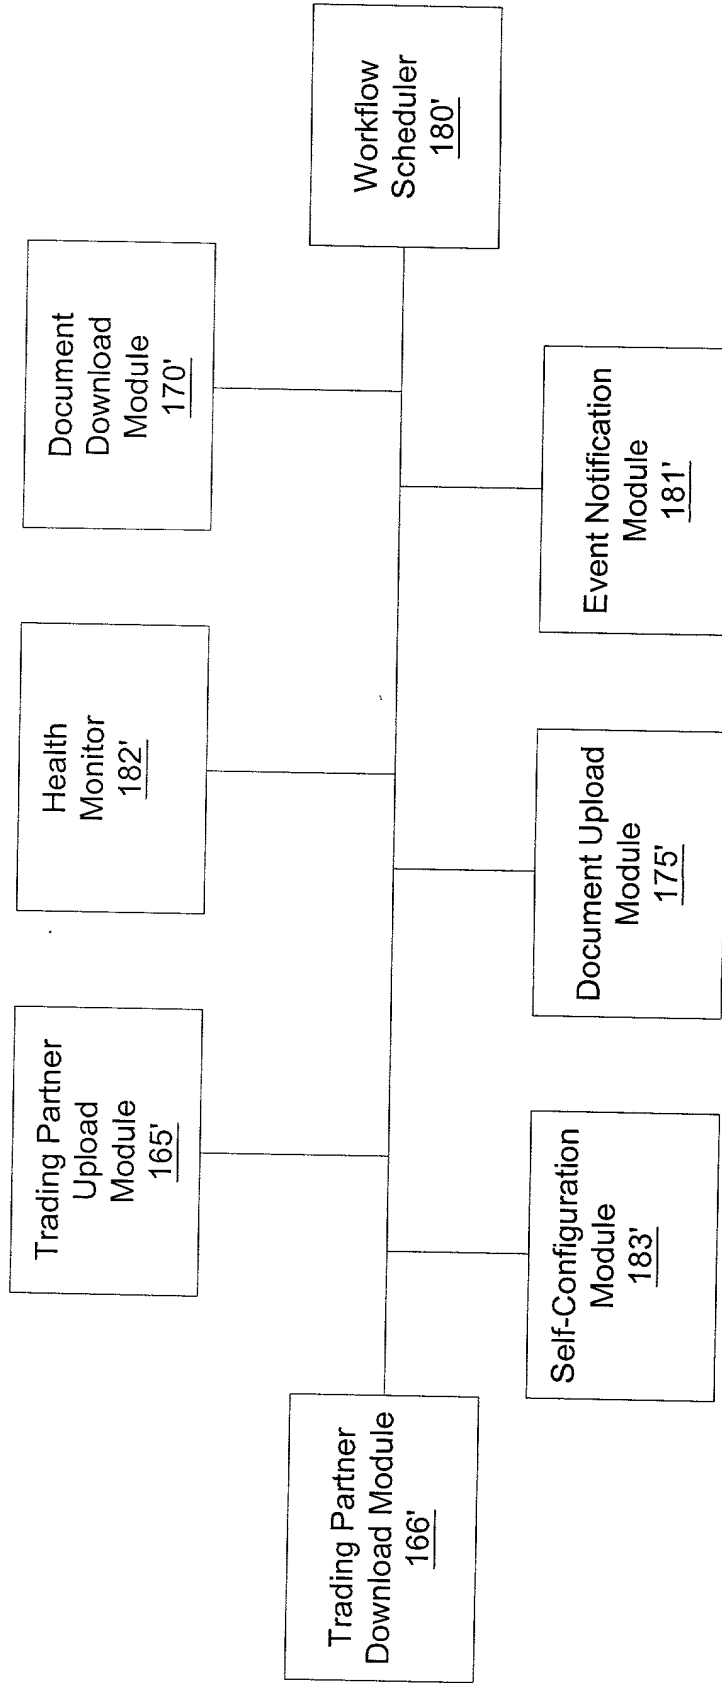 Trading Partner
Upload
Module
165'
Health
Monitor
182'
Document
Download
Module
170'
Trading Partner
Download Module
166'
Workflow
Scheduler
180'
Self-Configuration
Module
183'
Document Upload
Module
175'
Event Notification
Module
181'